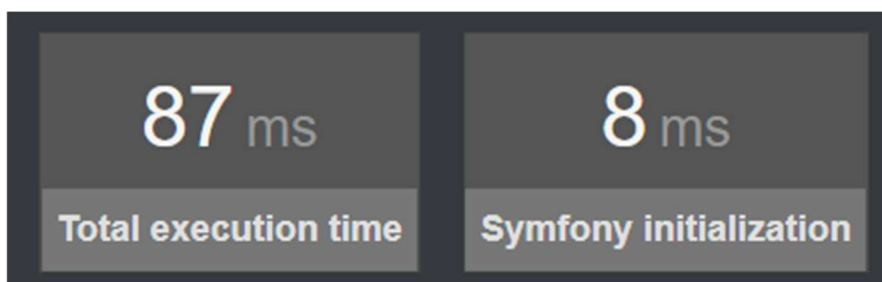 87 ms
Total execution time
8 ms
Symfony initialization